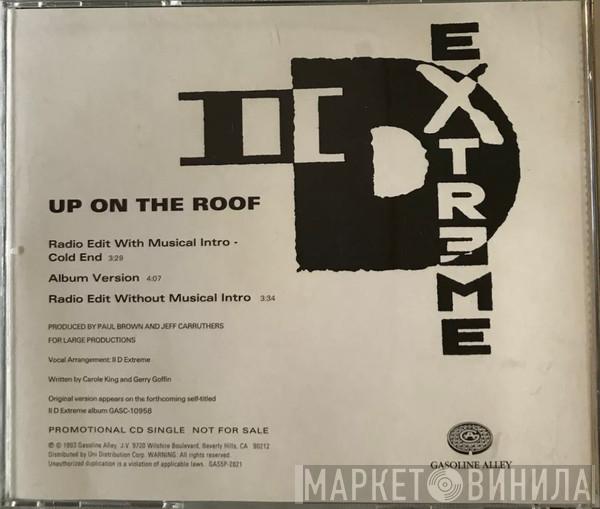 II D
EXTREME
UP ON THE ROOF
Radio Edit With Musical Intro -
Cold End 3:29
Album Version 4:07
Radio Edit Without Musical Intro 3:34
PRODUCED BY PAUL BROWN AND JEFF CARRUTHERS
FOR LARGE PRODUCTIONS
Vocal Arrangement: II D Extreme
Written by Carole King and Gerry Goffin
Original version appears on the forthcoming self-titled
II D Extreme album GASC-10958
PROMOTIONAL CD SINGLE NOT FOR SALE
℗ © 1993 Gasoline Alley, J.V. 9720 Wilshire Boulevard, Beverly Hills, CA 90212
Distributed by Uni Distribution Corp. WARNING: All rights reserved.
Unauthorized duplication is a violation of applicable laws. GAS5P-2821
GASOLINE ALLEY
МАРКЕТ ВИНИЛА